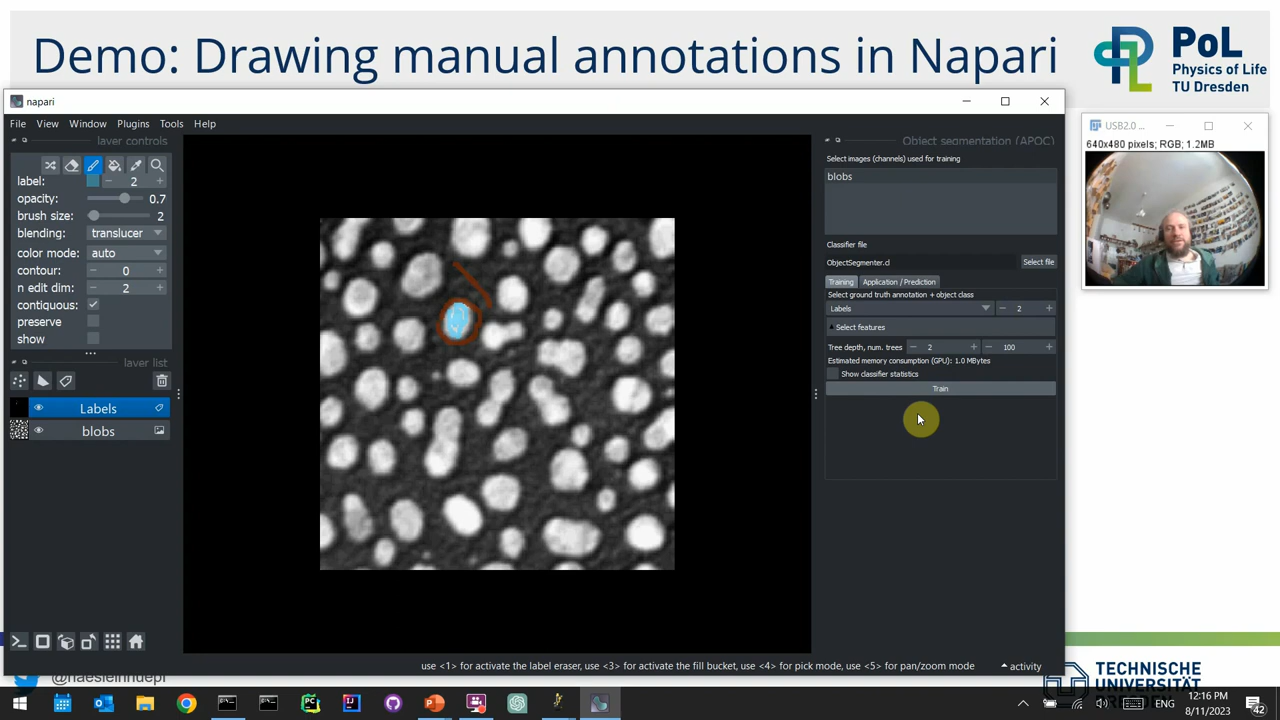 Demo: Drawing manual annotations in Napari
PoL
Physics of Life
TU Dresden
napari
File View Window Plugins Tools Help
layer controls
label: 2
opacity: 0.7
brush size: 2
blending: translucer
color mode: auto
contour: 0
n edit dim: 2
contiguous:
preserve
show
layer list
Labels
blobs
Object segmentation (APOC)
Select images (channels) used for training
blobs
Classifier file
ObjectSegmenter.cl Select file
Training Application / Prediction
Select ground truth annotation + object class
Labels 2
Select features
Tree depth, num. trees 2 100
Estimated memory consumption (GPU): 1.0 MBytes
Show classifier statistics
Train
USB2.0 ...
640x480 pixels; RGB; 1.2MB
use <1> for activate the label eraser, use <3> for activate the fill bucket, use <4> for pick mode, use <5> for pan/zoom mode
activity
TECHNISCHE
UNIVERSITÄT
ENG
12:16 PM
8/11/2023
42